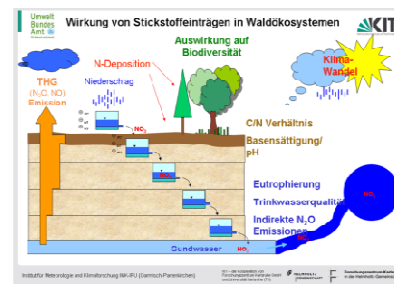 Umwelt
Bundes
Amt
Wirkung von Stickstoffeinträgen in Waldökosystemen
KIT
Auswirkung auf
Biodiversität
N-Deposition
Klima-
Wandel
THG
(N₂O, NO)
Emission
Niederschlag
C/N Verhältnis
NO₃
Basensättigung/
pH
NO₃
NO₃
NO₃
Eutrophierung
Trinkwasserqualität
NO₃
Indirekte N₂O
Emissionen
NO₃
Grundwasser
NO₃
Institut für Meteorologie und Klimaforschung IMK-IFU (Garmisch-Partenkirchen)